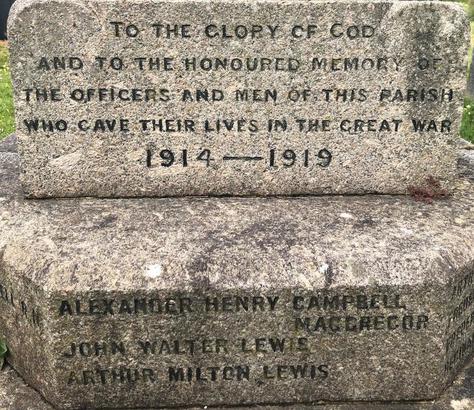 TO THE GLORY OF GOD
AND TO THE HONOURED MEMORY OF
THE OFFICERS AND MEN OF THIS PARISH
WHO GAVE THEIR LIVES IN THE GREAT WAR
1914 — 1919
ALEXANDER HENRY CAMPBELL
MACGREGOR
JOHN WALTER LEWIS
ARTHUR MILTON LEWIS